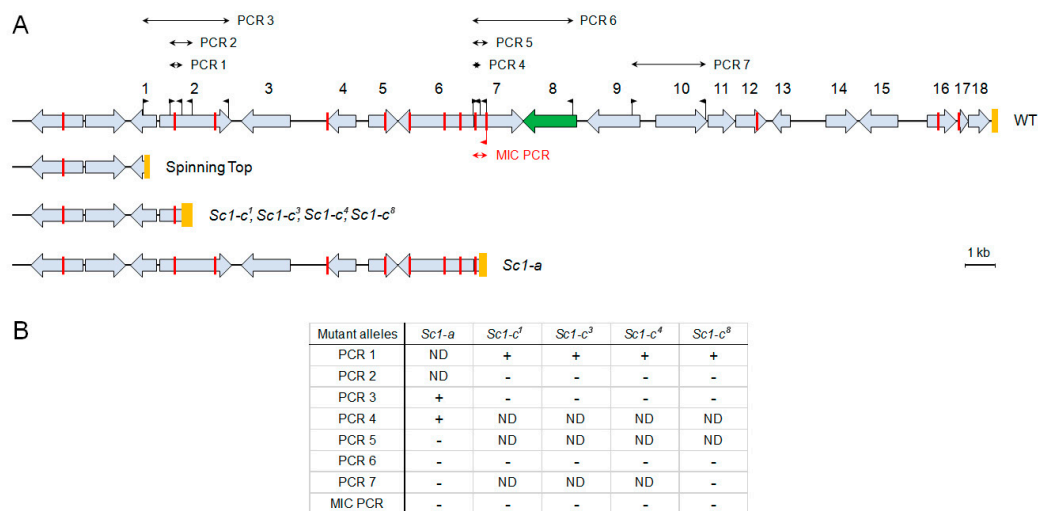 A
PCR 3
PCR 2
PCR 1
PCR 6
PCR 5
PCR 4
PCR 7
1 2 3 4 5 6 7 8 9 10 11 12 13 14 15 16 17 18
WT
MIC PCR
Spinning Top
Sc1-c1, Sc1-c3, Sc1-c4, Sc1-c8
Sc1-a
1 kb
B
Mutant alleles Sc1-a Sc1-c1 Sc1-c3 Sc1-c4 Sc1-c8
PCR 1 ND + + + +
PCR 2 ND - - - -
PCR 3 + - - - -
PCR 4 + ND ND ND ND
PCR 5 - ND ND ND ND
PCR 6 - - - - -
PCR 7 - ND ND ND -
MIC PCR - - - - -